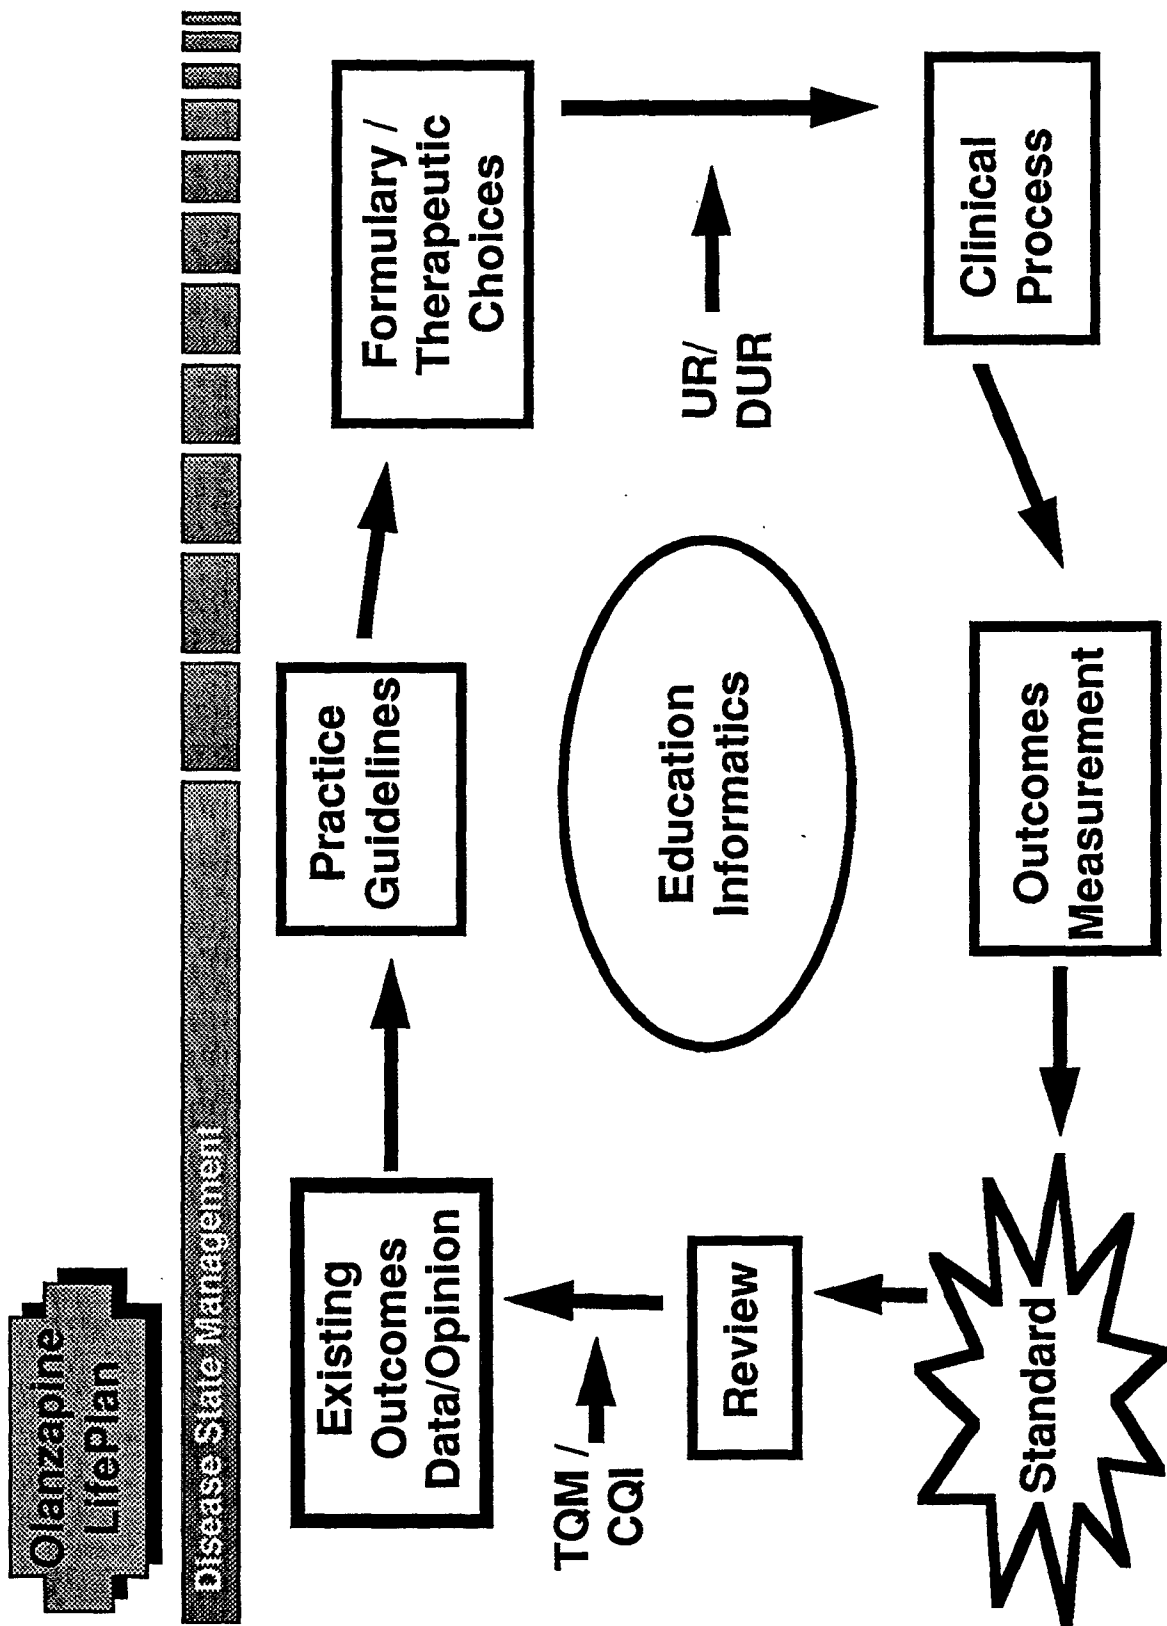 Olanzapine
LifePlan
Disease State Management
Existing
Outcomes
Data/Opinion
Practice
Guidelines
Formulary /
Therapeutic
Choices
TQM /
CQI
Review
Education
Informatics
UR/
DUR
Standard
Outcomes
Measurement
Clinical
Process